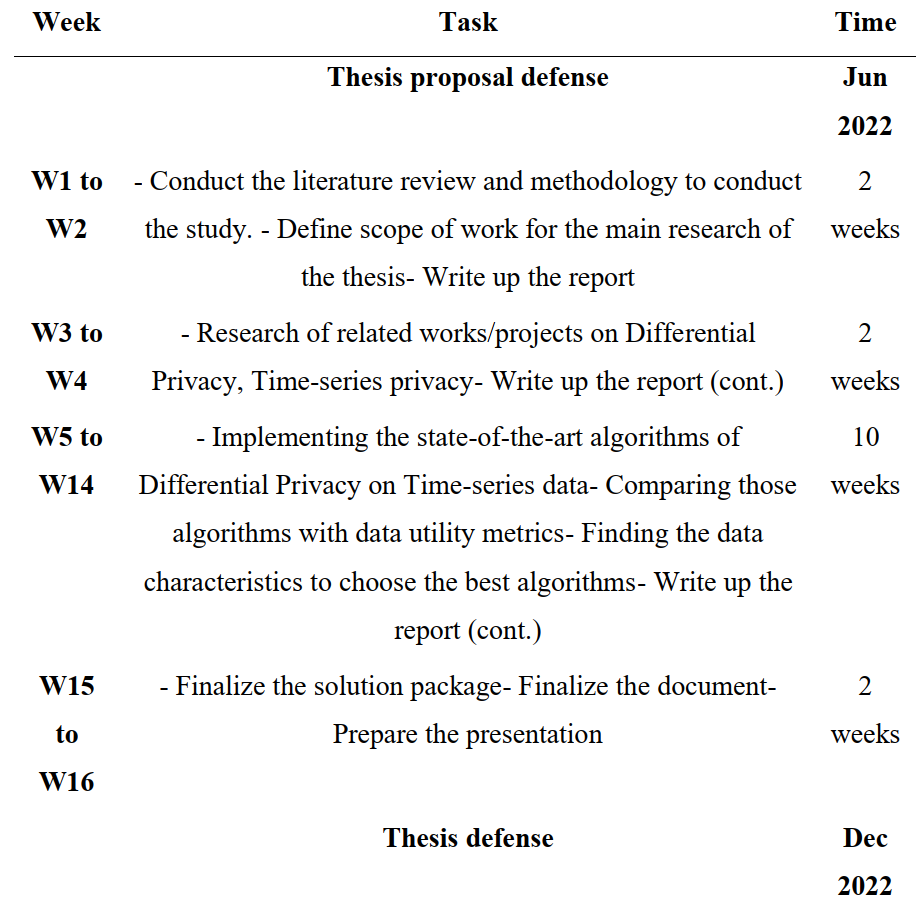 Week Task Time
Thesis proposal defense Jun
2022
W1 to - Conduct the literature review and methodology to conduct 2
W2 the study. - Define scope of work for the main research of weeks
the thesis- Write up the report
W3 to - Research of related works/projects on Differential 2
W4 Privacy, Time-series privacy- Write up the report (cont.) weeks
W5 to - Implementing the state-of-the-art algorithms of 10
W14 Differential Privacy on Time-series data- Comparing those weeks
algorithms with data utility metrics- Finding the data
characteristics to choose the best algorithms- Write up the
report (cont.)
W15 - Finalize the solution package- Finalize the document- 2
to Prepare the presentation weeks
W16
Thesis defense Dec
2022